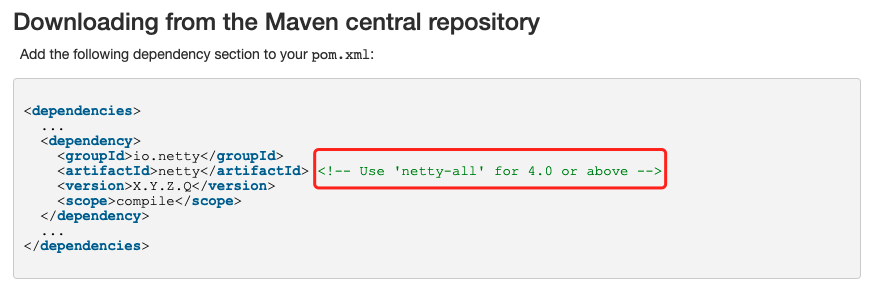 Downloading from the Maven central repository
Add the following dependency section to your pom.xml:
<dependencies>
  ...
  <dependency>
    <groupId>io.netty</groupId>
    <artifactId>netty</artifactId> <!-- Use 'netty-all' for 4.0 or above -->
    <version>X.Y.Z.Q</version>
    <scope>compile</scope>
  </dependency>
  ...
</dependencies>